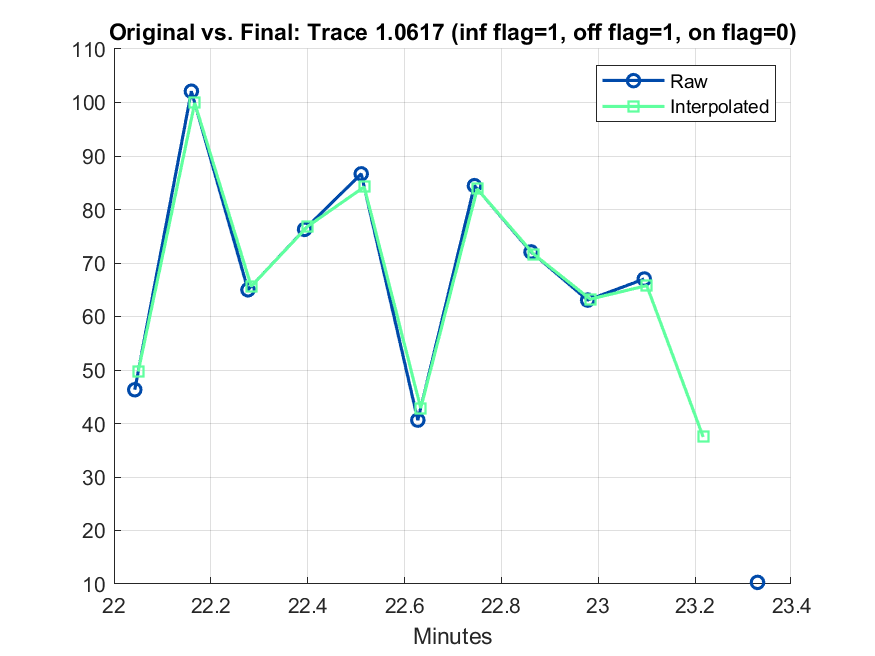 Original vs. Final: Trace 1.0617 (inf flag=1, off flag=1, on flag=0)
110
100
90
80
70
60
50
40
30
20
10
Raw
Interpolated
22 22.2 22.4 22.6 22.8 23 23.2 23.4
Minutes